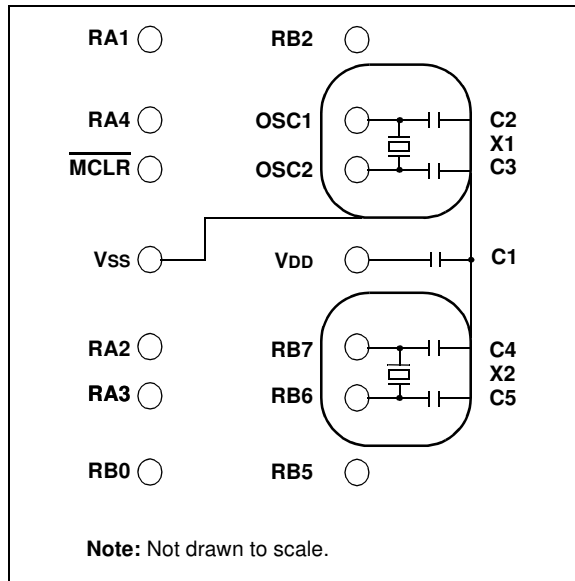 RA1 RB2
RA4 OSC1 C2
X1
MCLR OSC2 C3
VSS VDD C1
RA2 RB7 C4
X2
RA3 RB6 C5
RB0 RB5
Note: Not drawn to scale.